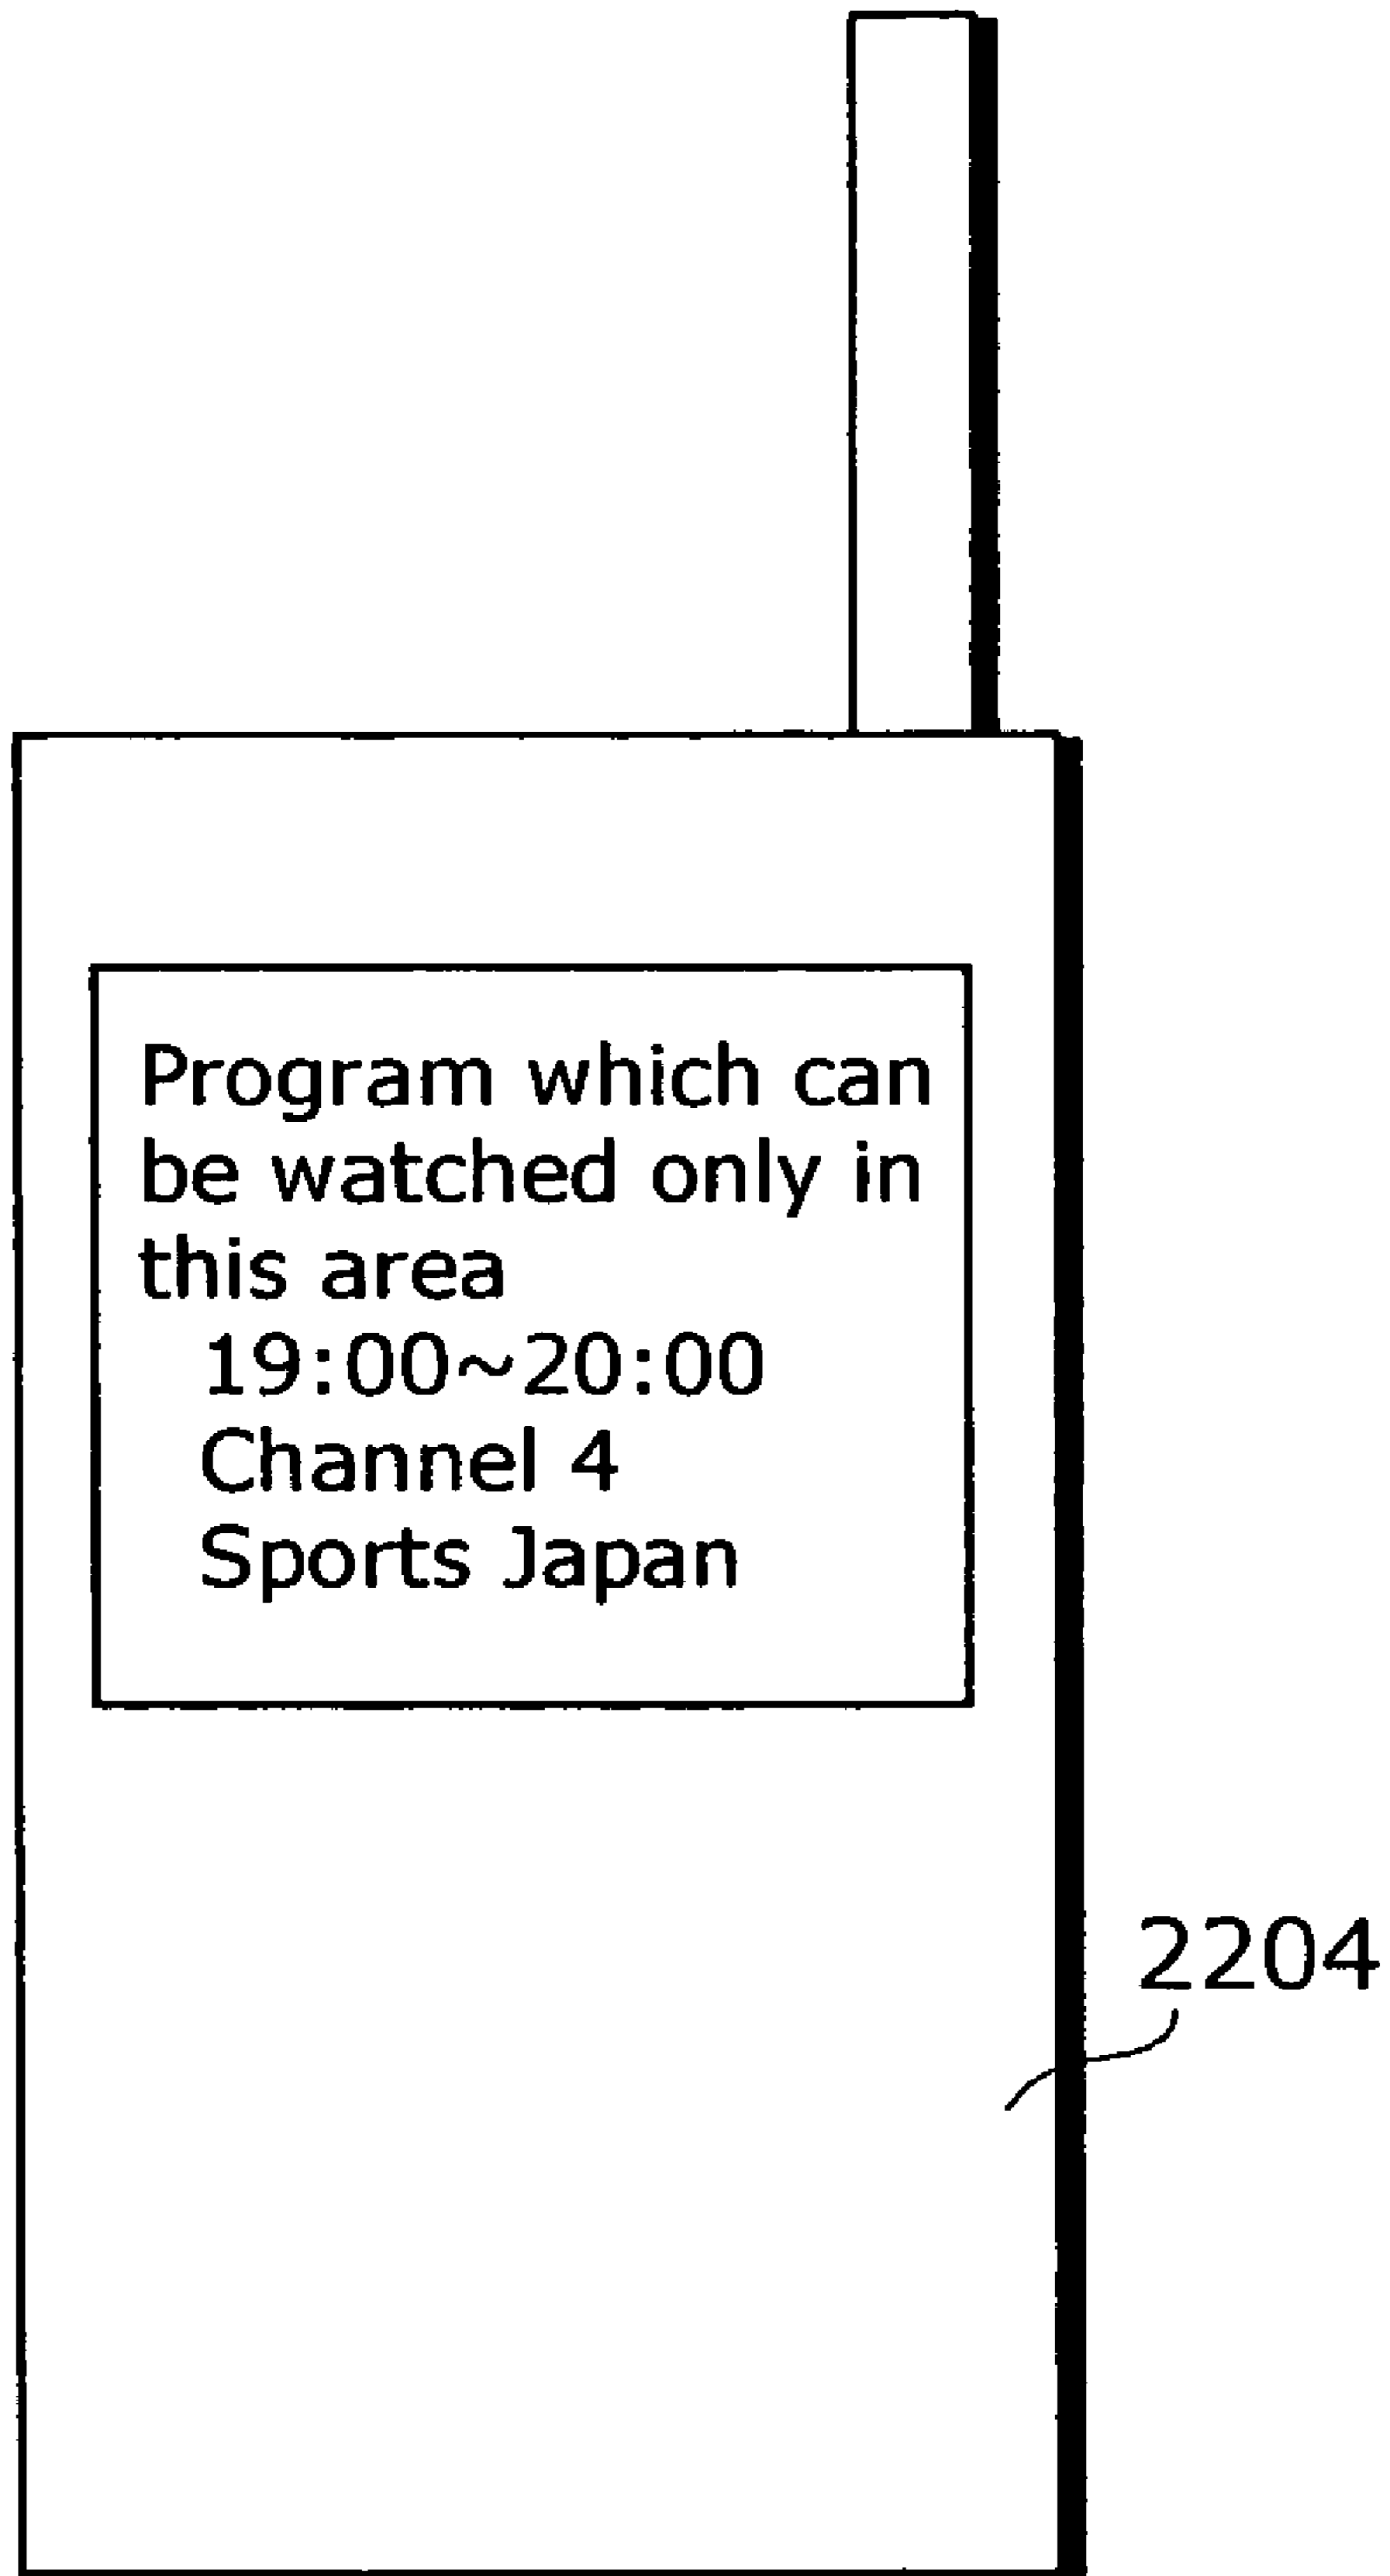 Program which can
be watched only in
this area
19:00~20:00
Channel 4
Sports Japan
2204